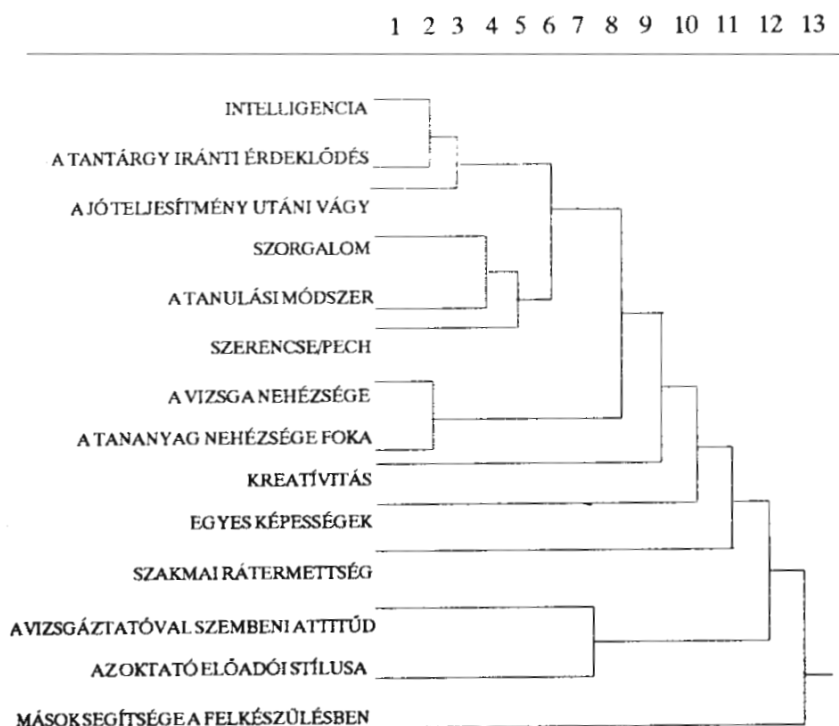 1 2 3 4 5 6 7 8 9 10 11 12 13
INTELLIGENCIA
A TANTÁRGY IRÁNTI ÉRDEKLŐDÉS
A JÓ TELJESÍTMÉNY UTÁNI VÁGY
SZORGALOM
A TANULÁSI MÓDSZER
SZERENCSE/PECH
A VIZSGA NEHÉZSÉGE
A TANANYAG NEHÉZSÉGE FOKA
KREATÍVITÁS
EGYES KÉPESSÉGEK
SZAKMAI RÁTERMETTSÉG
A VIZSGÁZTATÓVAL SZEMBENI ATTITŰD
AZ OKTATÓ ELŐADÓI STÍLUSA
MÁSOK SEGÍTSÉGE A FELKÉSZÜLÉSBEN